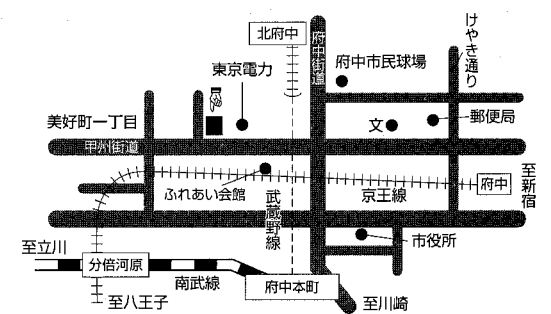 北府中
府中街道
けやき通り
東京電力
府中市民球場
美好町一丁目
文
郵便局
甲州街道
ふれあい会館
武蔵野線
京王線
府中
至新宿
至立川
市役所
分倍河原
南武線
府中本町
至八王子
至川崎